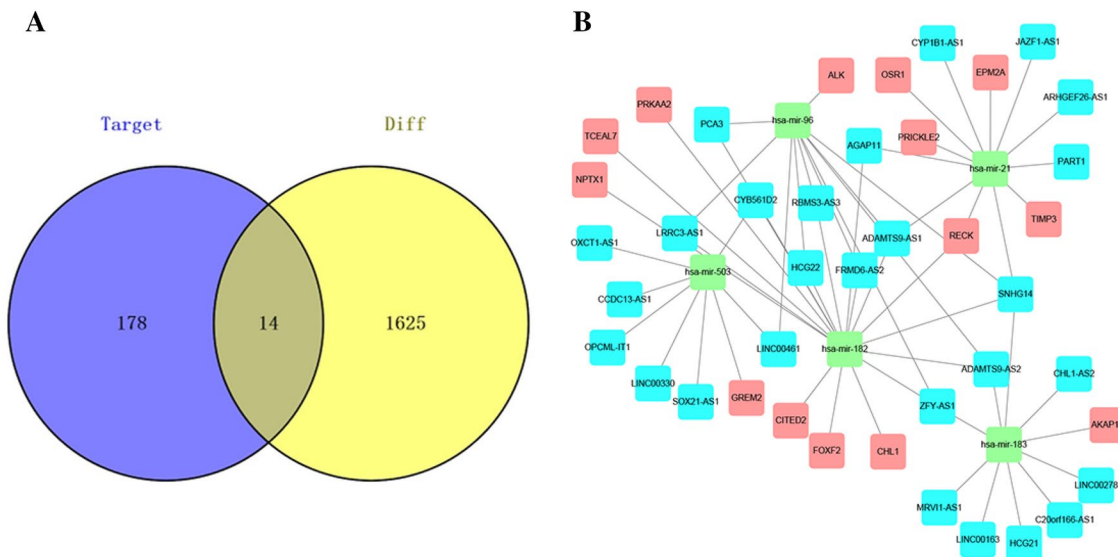 A
Target
Diff
178
14
1625
B
CYP1B1-AS1
JAZF1-AS1
ALK
OSR1
EPM2A
PRKAA2
ARHGEF26-AS1
PCA3
hsa-mir-96
TCEAL7
AGAP11
PRICKLE2
hsa-mir-21
PART1
NPTX1
CYB561D2
RBMS3-AS3
TIMP3
LRRC3-AS1
ADAMTS9-AS1
RECK
OXCT1-AS1
hsa-mir-503
HCG22
FRMD6-AS2
SNHG14
CCDC13-AS1
OPCML-IT1
LINC00461
hsa-mir-182
LINC00330
ADAMTS9-AS2
CHL1-AS2
SOX21-AS1
GREM2
ZFY-AS1
CITED2
AKAP1
FOXF2
CHL1
hsa-mir-183
LINC00278
MRVI1-AS1
C20orf166-AS1
LINC00163
HCG21